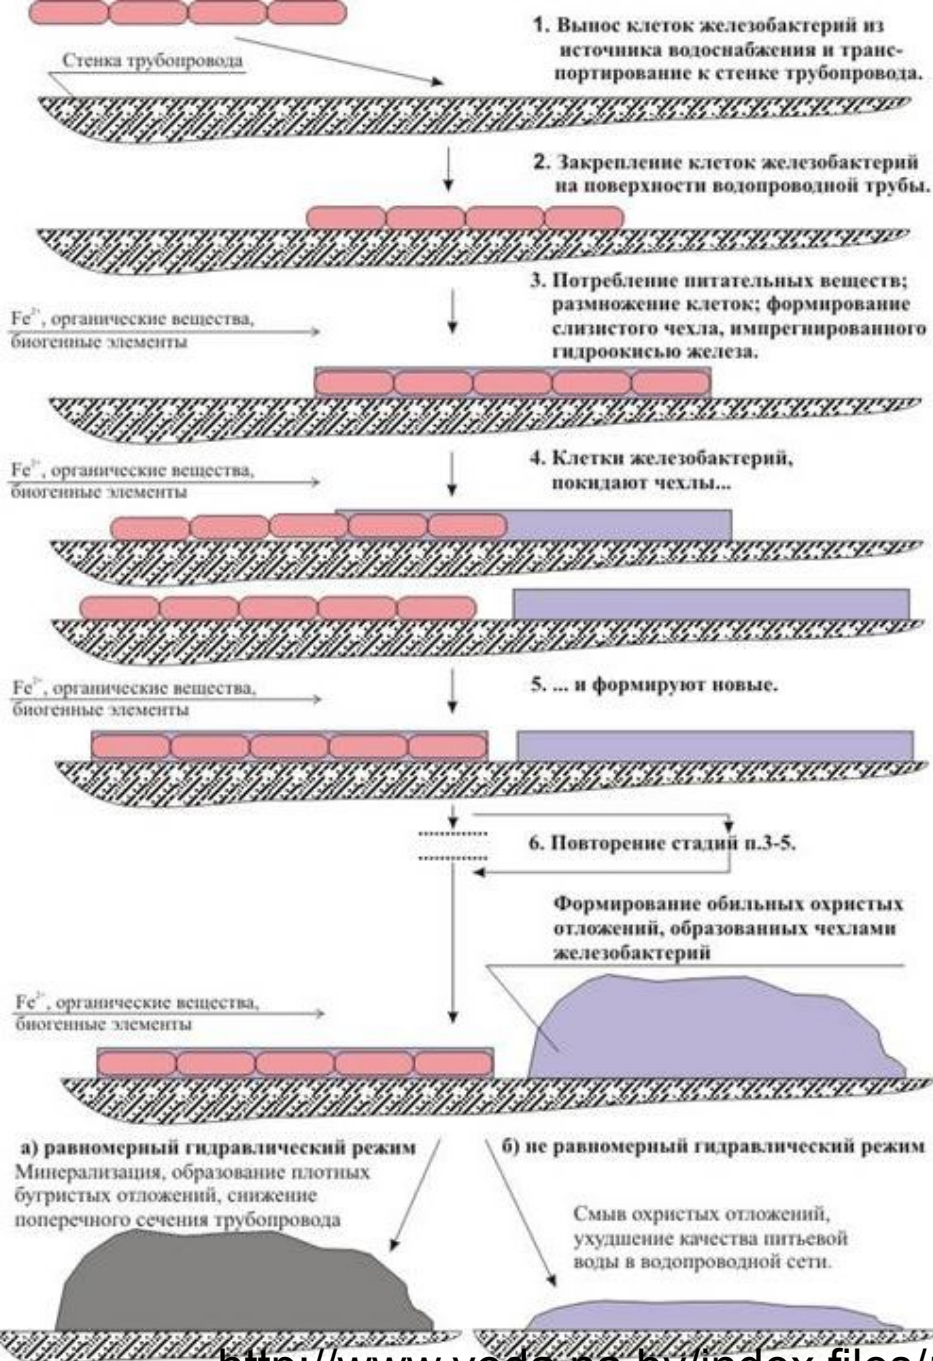 1. Вынос клеток железобактерий из
источника водоснабжения и транс-
портирование к стенке трубопровода.
Стенка трубопровода
2. Закрепление клеток железобактерий
на поверхности водопроводной трубы.
3. Потребление питательных веществ;
размножение клеток; формирование
слизистого чехла, импрегнированного
гидроокисью железа.
Fe²⁺, органические вещества,
биогенные элементы
4. Клетки железобактерий,
покидают чехлы...
Fe²⁺, органические вещества,
биогенные элементы
5. ... и формируют новые.
Fe²⁺, органические вещества,
биогенные элементы
6. Повторение стадий п.3-5.
Формирование обильных охристых
отложений, образованных чехлами
железобактерий
Fe²⁺, органические вещества,
биогенные элементы
а) равномерный гидравлический режим
Минерализация, образование плотных
бугристых отложений, снижение
поперечного сечения трубопровода
б) не равномерный гидравлический режим
Смыв охристых отложений,
ухудшение качества питьевой
воды в водопроводной сети.